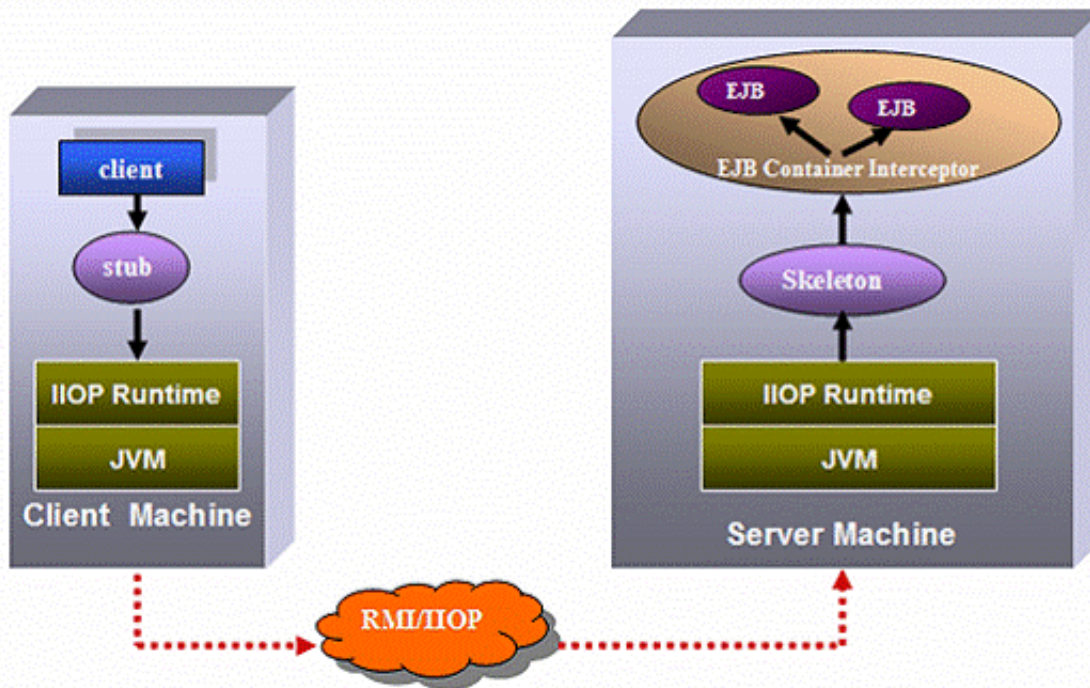 client
stub
IIOP Runtime
JVM
Client Machine
RMI/IIOP
EJB
EJB
EJB Container Interceptor
Skeleton
IIOP Runtime
JVM
Server Machine